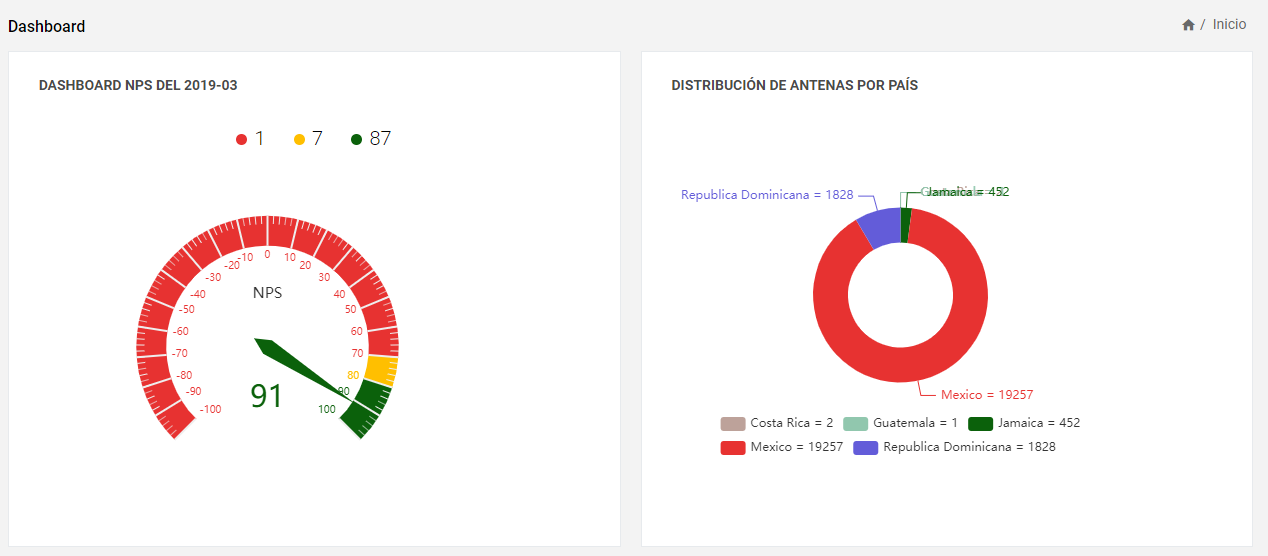 Dashboard
/ Inicio
DASHBOARD NPS DEL 2019-03
1 7 87
0
-10 10
-20 20
-30 30
-40 40
-50 50
-60 60
-70 70
-80 80
-90 90
-100 100
NPS
91
DISTRIBUCIÓN DE ANTENAS POR PAÍS
Republica Dominicana = 1828
Jamaica = 452
Mexico = 19257
Costa Rica = 2 Guatemala = 1 Jamaica = 452
Mexico = 19257 Republica Dominicana = 1828